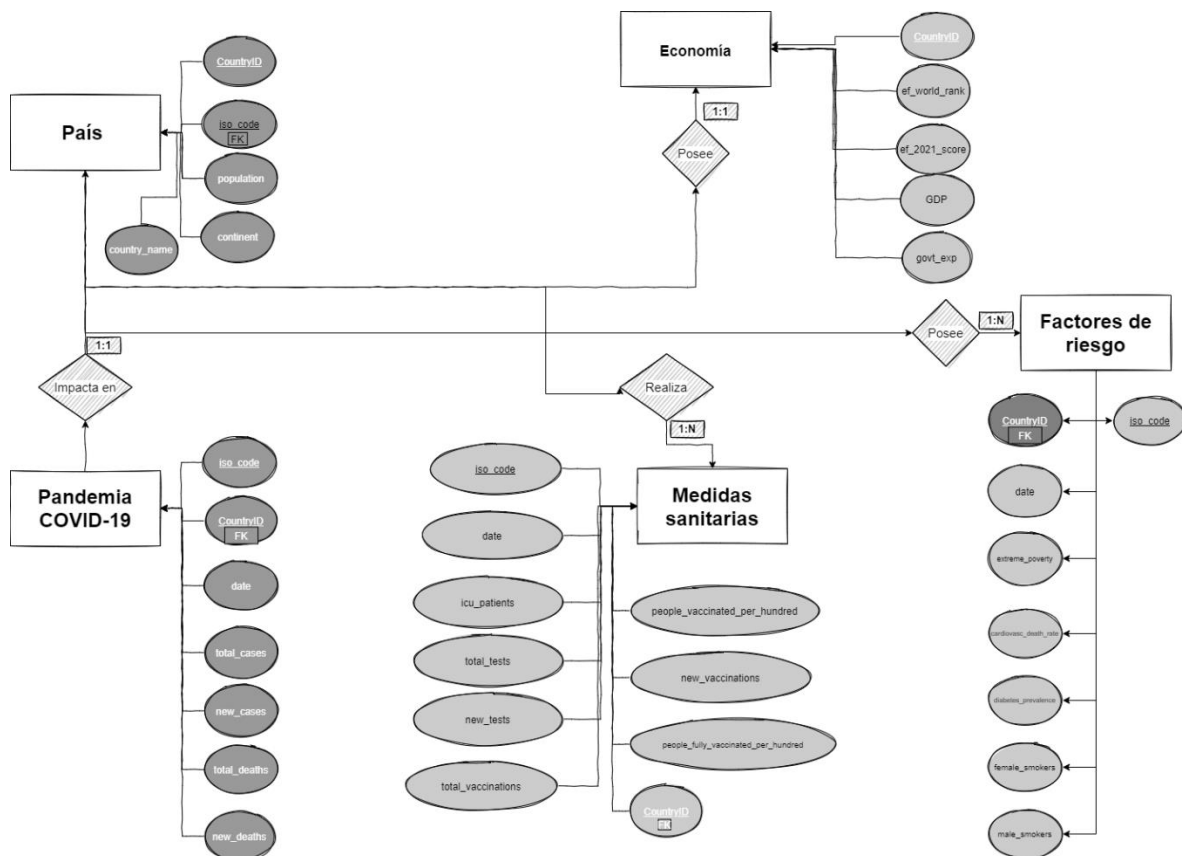 País
CountryID
iso_code
FK
population
continent
country_name
Economía
CountryID
ef_world_rank
ef_2021_score
GDP
govt_exp
1:1
Posee
Posee
1:N
Factores de
riesgo
CountryID
FK
iso_code
date
extreme_poverty
cardiovasc_death_rate
diabetes_prevalence
female_smokers
male_smokers
1:1
Impacta en
Pandemia
COVID-19
iso_code
CountryID
FK
date
total_cases
new_cases
total_deaths
new_deaths
Realiza
1:N
Medidas
sanitarias
iso_code
date
icu_patients
total_tests
new_tests
total_vaccinations
people_vaccinated_per_hundred
new_vaccinations
people_fully_vaccinated_per_hundred
CountryID
FK